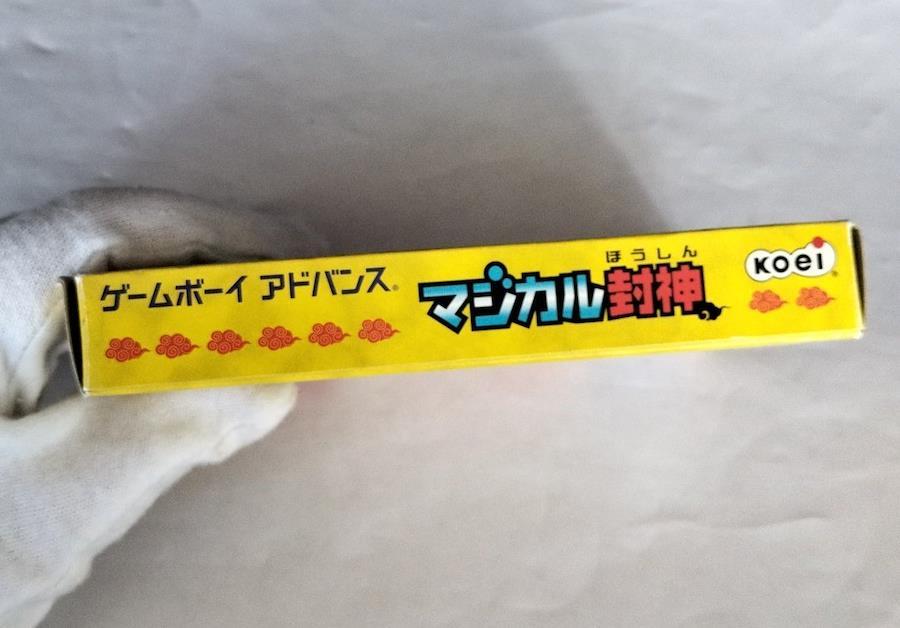 ゲームボーイ アドバンス®
ほうしん
マジカル封神
KOEI®